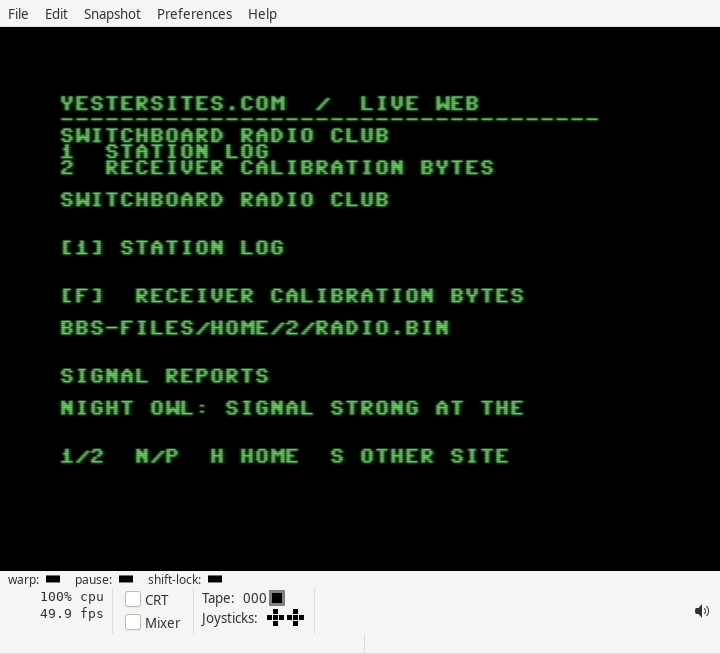 File Edit Snapshot Preferences Help
YESTERSITES.COM / LIVE WEB
------------------------------------
SWITCHBOARD RADIO CLUB
1 STATION LOG
2 RECEIVER CALIBRATION BYTES
SWITCHBOARD RADIO CLUB
[1] STATION LOG
[F] RECEIVER CALIBRATION BYTES
BBS-FILES/HOME/2/RADIO.BIN
SIGNAL REPORTS
NIGHT OWL: SIGNAL STRONG AT THE
1/2 N/P H HOME S OTHER SITE
warp: pause: shift-lock:
100% cpu
49.9 fps
CRT
Mixer
Tape: 000
Joysticks: